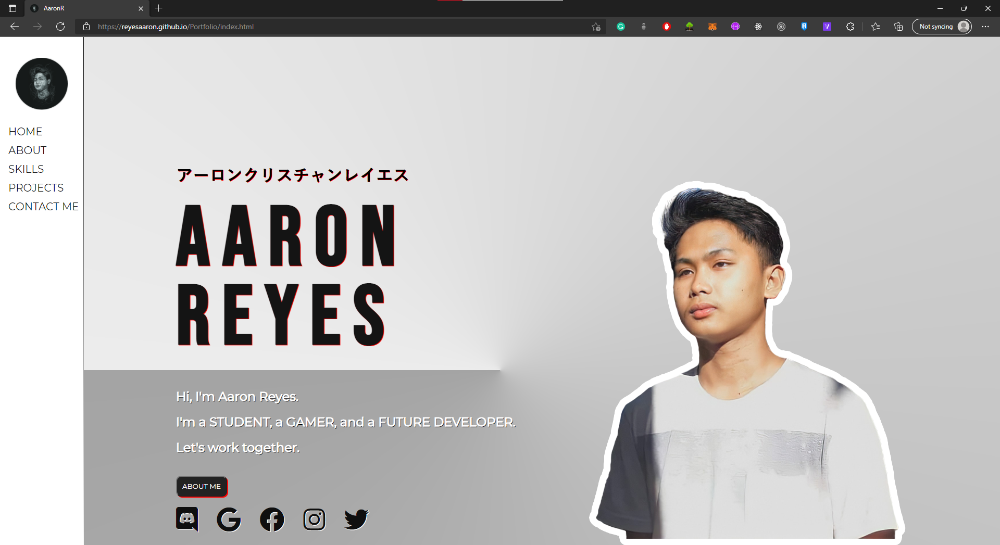 AaronR
https://reyesaaron.github.io/Portfolio/index.html
Not syncing
HOME
ABOUT
SKILLS
PROJECTS
CONTACT ME
アーロンクリスチャンレイエス
AARON
REYES
Hi, I'm Aaron Reyes.
I'm a STUDENT, a GAMER, and a FUTURE DEVELOPER.
Let's work together.
ABOUT ME